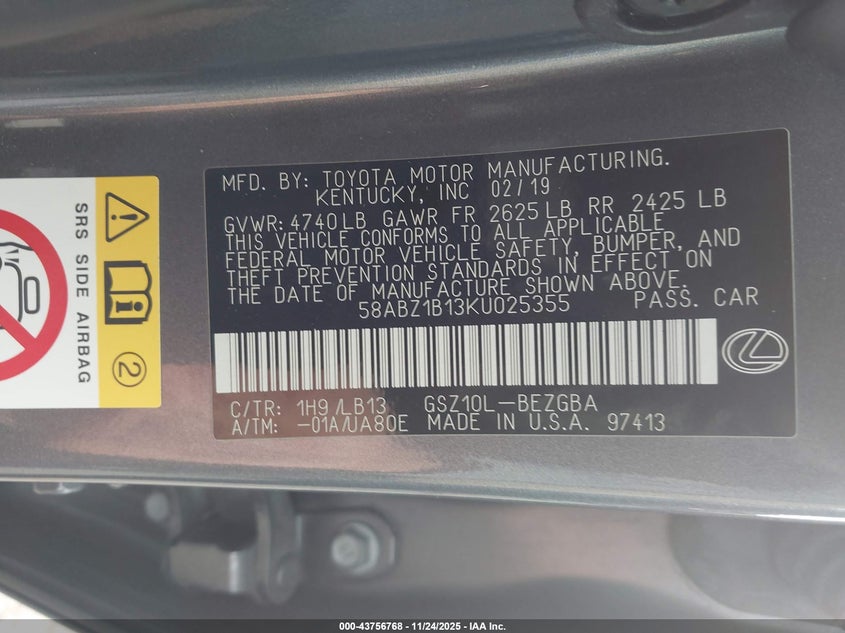 MFD. BY: TOYOTA MOTOR MANUFACTURING.
KENTUCKY, INC 02/19
GVWR: 4740LB GAWR FR 2625 LB RR 2425 LB
THIS VEHICLE CONFORMS TO ALL APPLICABLE
FEDERAL MOTOR VEHICLE SAFETY, BUMPER, AND
THEFT PREVENTION STANDARDS IN EFFECT ON
THE DATE OF MANUFACTURE SHOWN ABOVE.
58ABZ1B13KU025355 PASS. CAR
C/TR: 1H9/LB13 GSZ10L-BEZGBA
A/TM: -01A/UA80E MADE IN U.S.A. 97413
SRS SIDE AIRBAG
2
000-43756768 - 11/24/2025 - IAA Inc.